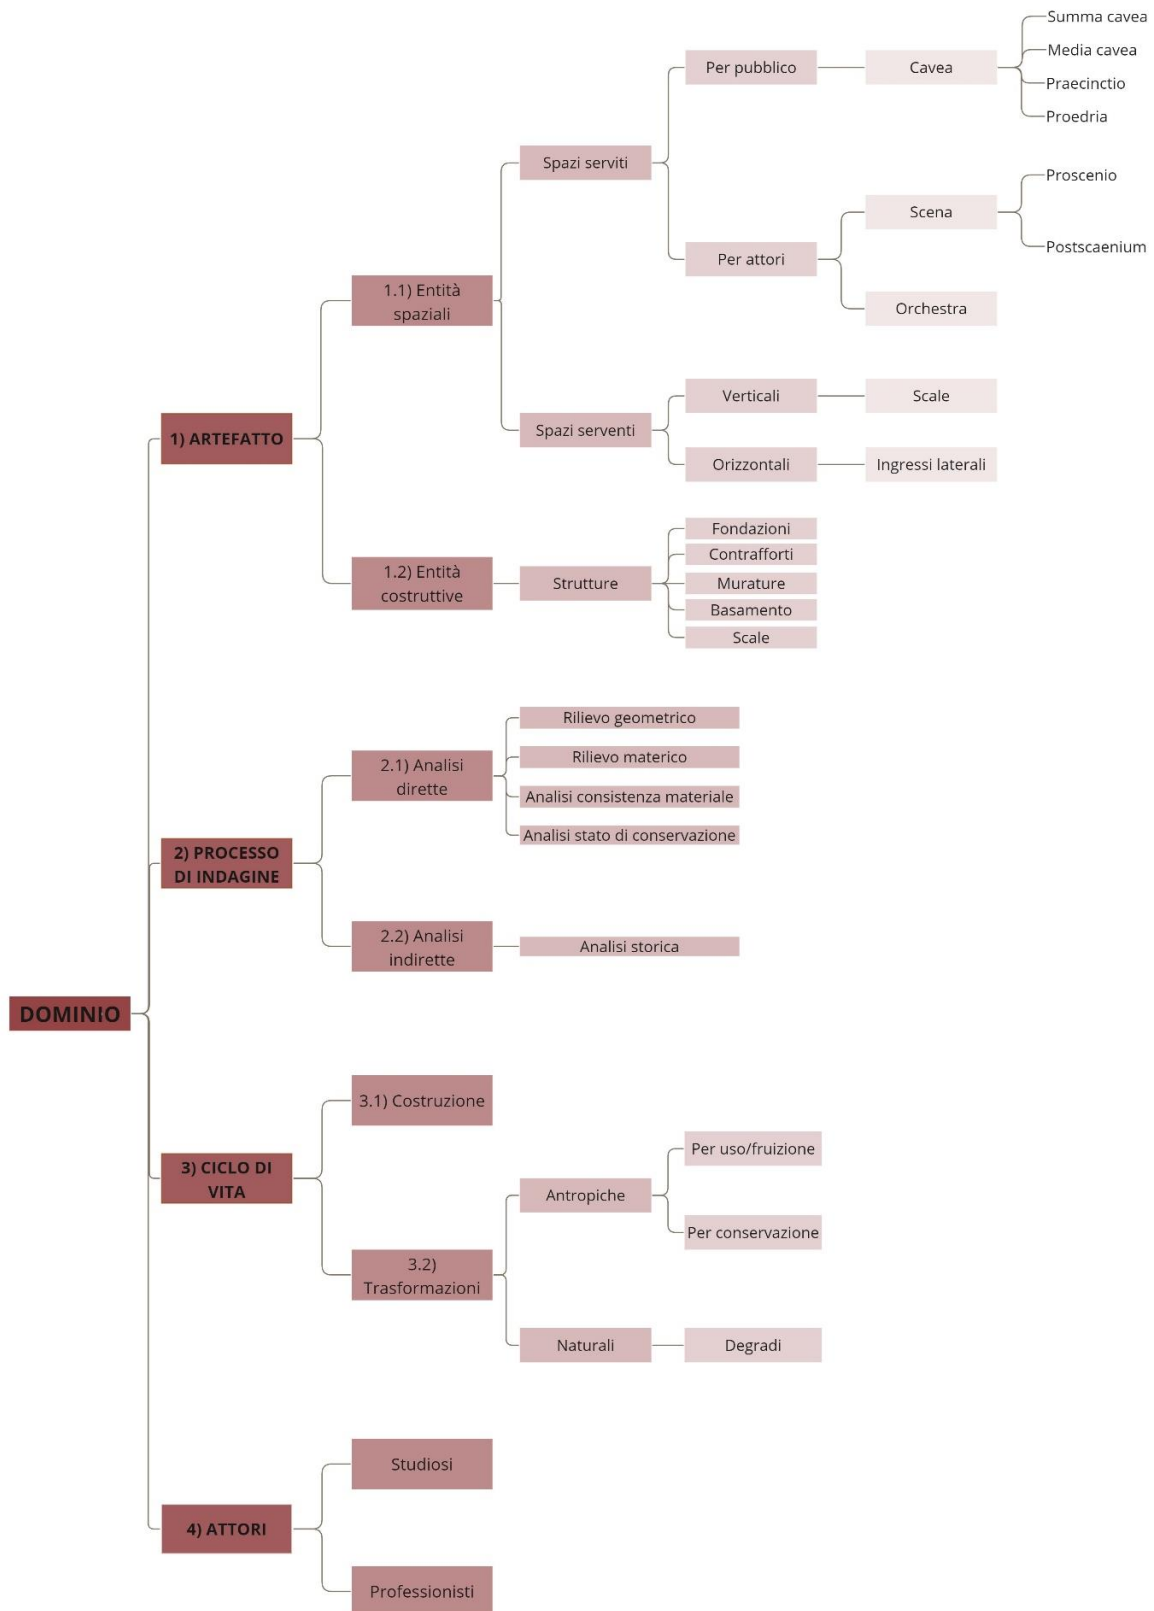 Summa cavea
Media cavea
Per pubblico
Cavea
Praecinctio
Proedria
Spazi serviti
Proscenio
Scena
Postscaenium
Per attori
1.1) Entità
spaziali
Orchestra
Verticali
Scale
1) ARTEFATTO
Spazi serventi
Orizzontali
Ingressi laterali
Fondazioni
Contrafforti
1.2) Entità
costruttive
Strutture
Murature
Basamento
Scale
Rilievo geometrico
2.1) Analisi
dirette
Rilievo materico
Analisi consistenza materiale
Analisi stato di conservazione
2) PROCESSO
DI INDAGINE
2.2) Analisi
indirette
Analisi storica
DOMINIO
3.1) Costruzione
Per uso/fruizione
3) CICLO DI
VITA
Antropiche
Per conservazione
3.2)
Trasformazioni
Naturali
Degradi
Studiosi
4) ATTORI
Professionisti